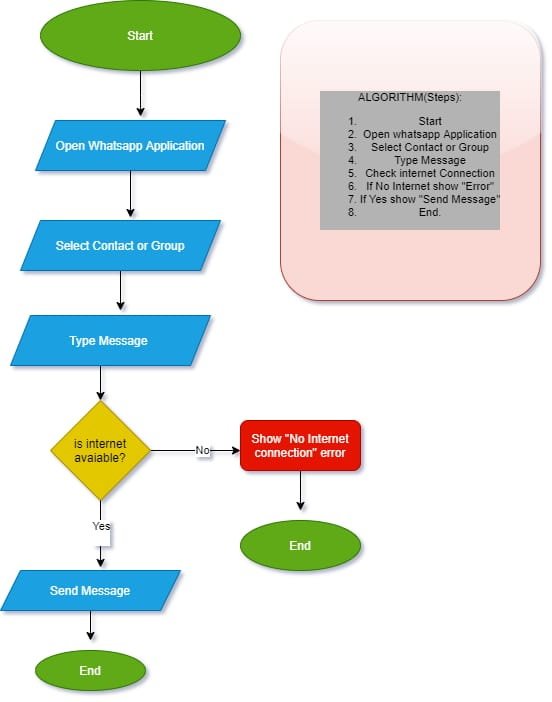 Start
Open Whatsapp Application
Select Contact or Group
Type Message
is internet
avaiable?
No
Show "No Internet
connection" error
End
Yes
Send Message
End
ALGORITHM(Steps):
1. Start
2. Open whatsapp Application
3. Select Contact or Group
4. Type Message
5. Check internet Connection
6. If No Internet show "Error"
7. If Yes show "Send Message"
8. End.